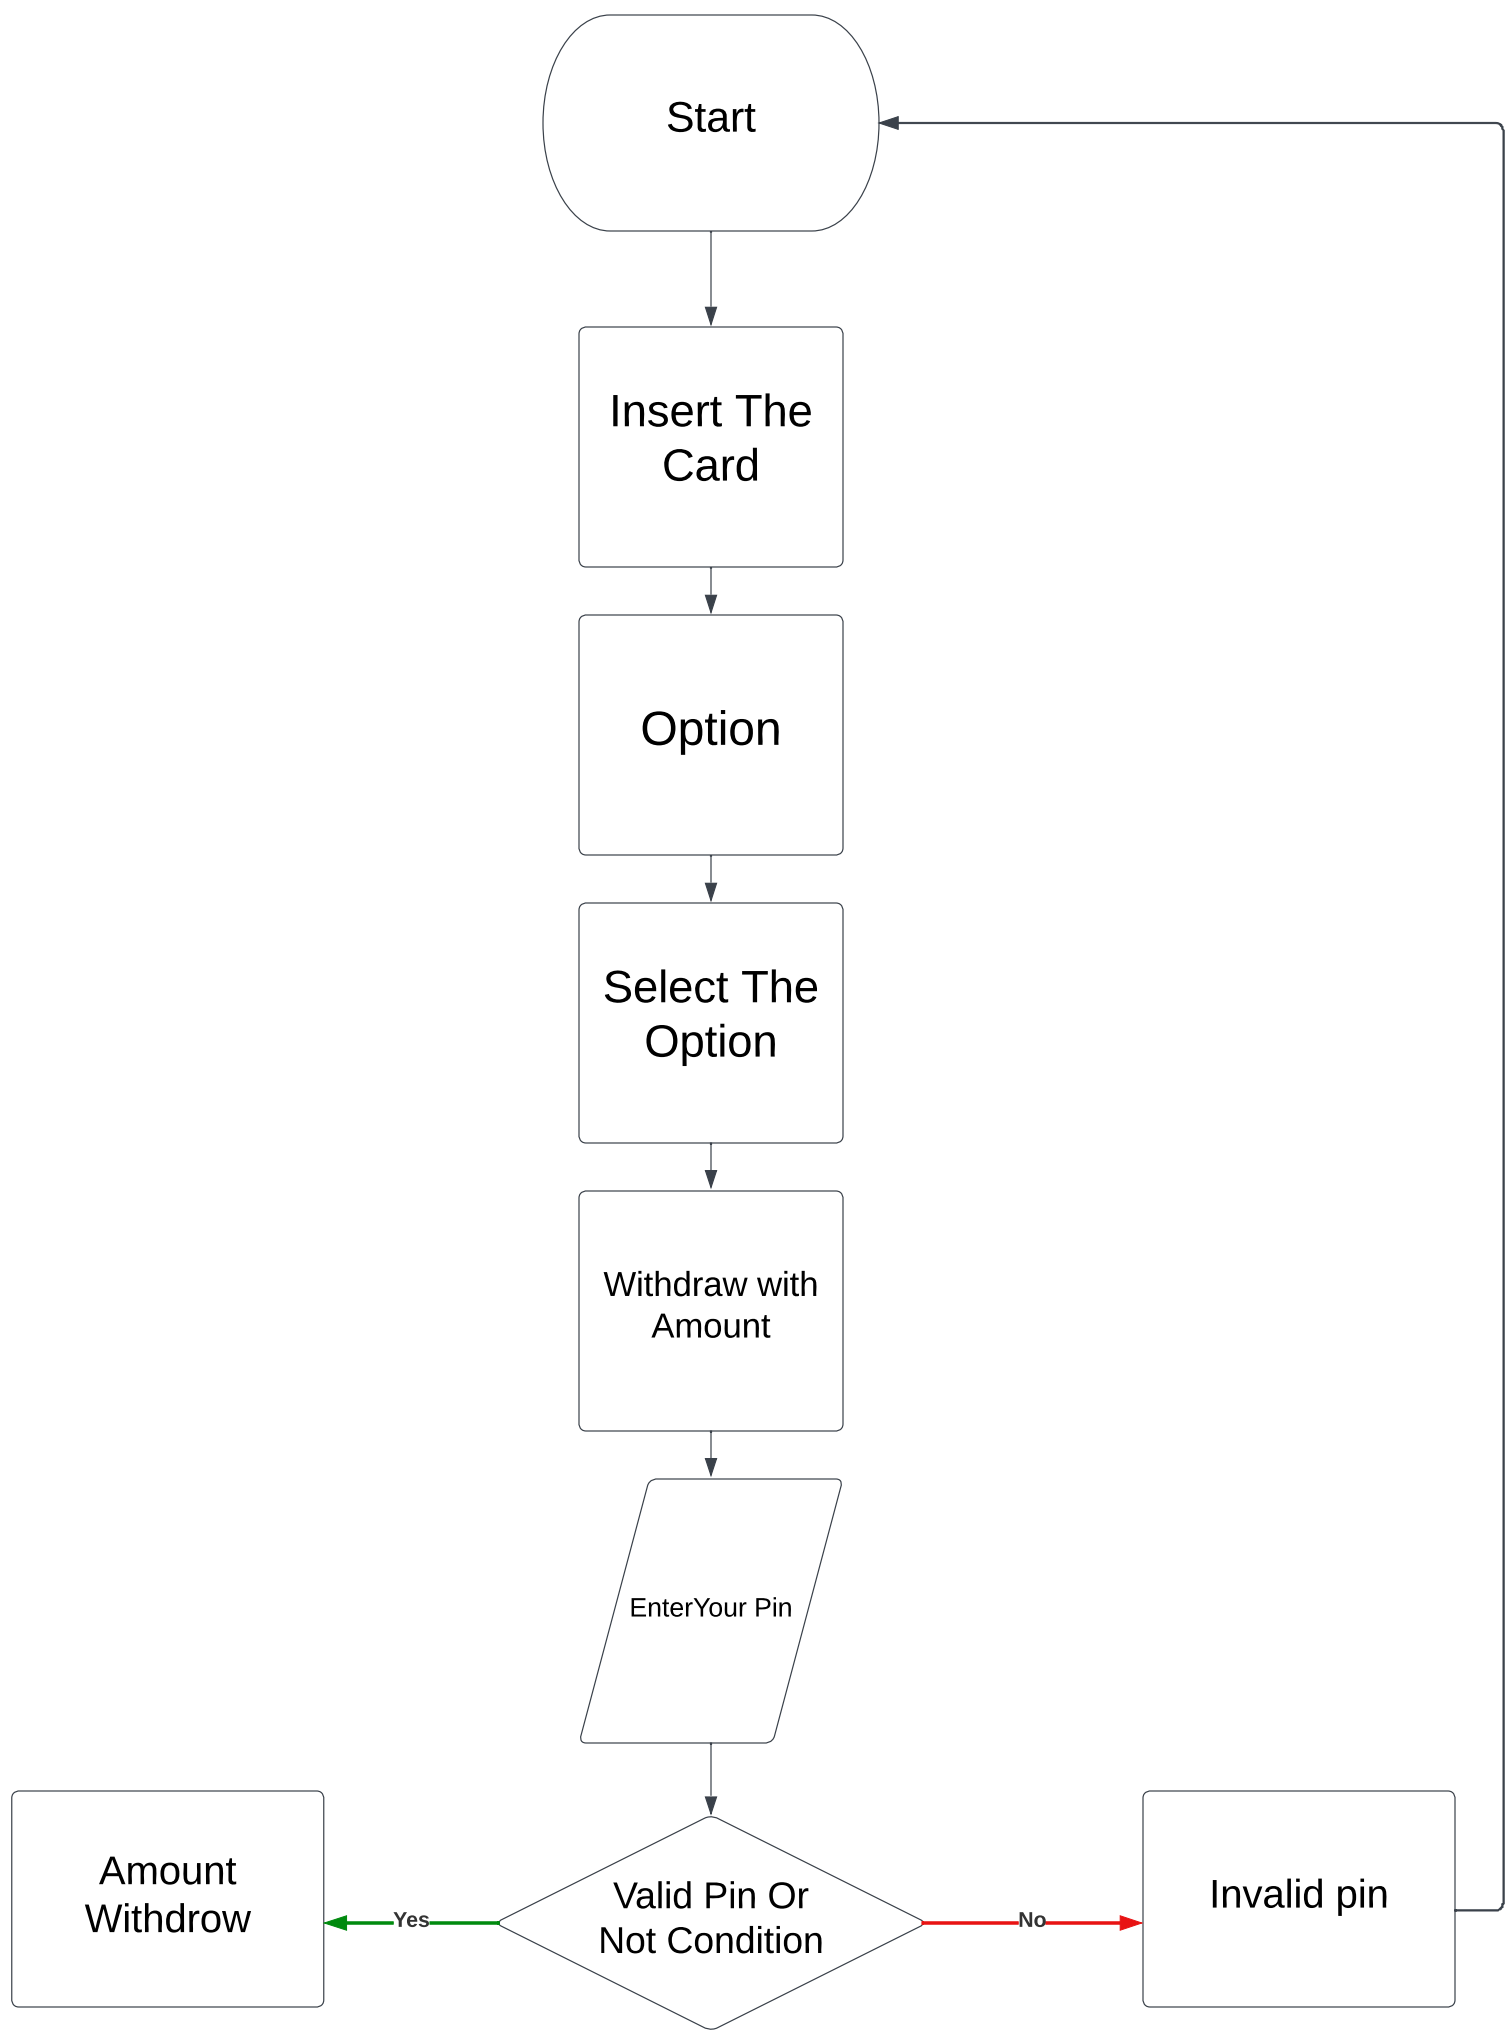 Start
Insert The
Card
Option
Select The
Option
Withdraw with
Amount
EnterYour Pin
Amount
Withdrow
Yes
Valid Pin Or
Not Condition
No
Invalid pin